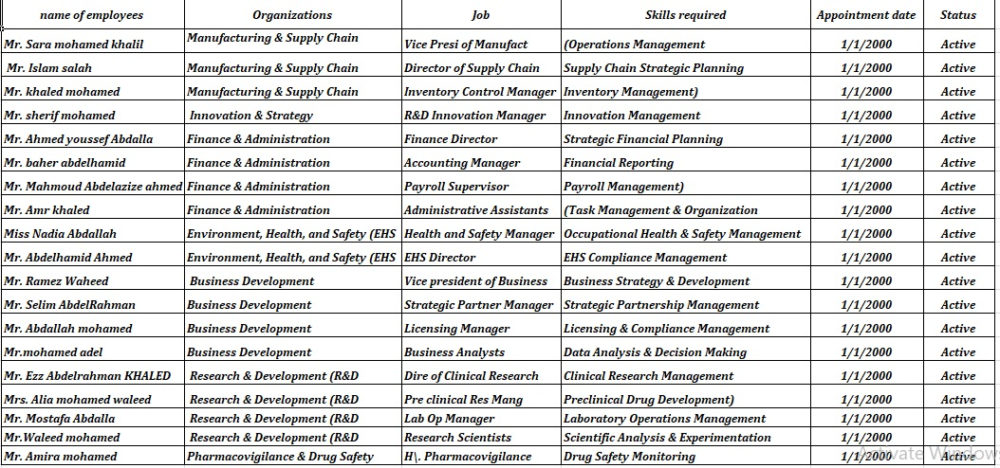 name of employees Organizations Job Skills required Appointment date Status
Mr. Sara mohamed khalil Manufacturing & Supply Chain Vice Presi of Manufact (Operations Management 1/1/2000 Active
Mr. Islam salah Manufacturing & Supply Chain Director of Supply Chain Supply Chain Strategic Planning 1/1/2000 Active
Mr. khaled mohamed Manufacturing & Supply Chain Inventory Control Manager Inventory Management) 1/1/2000 Active
Mr. sherif mohamed Innovation & Strategy R&D Innovation Manager Innovation Management 1/1/2000 Active
Mr. Ahmed youssef Abdalla Finance & Administration Finance Director Strategic Financial Planning 1/1/2000 Active
Mr. baher abdelhamid Finance & Administration Accounting Manager Financial Reporting 1/1/2000 Active
Mr. Mahmoud Abdelazize ahmed Finance & Administration Payroll Supervisor Payroll Management) 1/1/2000 Active
Mr. Amr khaled Finance & Administration Administrative Assistants (Task Management & Organization 1/1/2000 Active
Miss Nadia Abdallah Environment, Health, and Safety (EHS Health and Safety Manager Occupational Health & Safety Management 1/1/2000 Active
Mr. Abdelhamid Ahmed Environment, Health, and Safety (EHS EHS Director EHS Compliance Management 1/1/2000 Active
Mr. Ramez Waheed Business Development Vice president of Business Business Strategy & Development 1/1/2000 Active
Mr. Selim AbdelRahman Business Development Strategic Partner Manager Strategic Partnership Management 1/1/2000 Active
Mr. Abdallah mohamed Business Development Licensing Manager Licensing & Compliance Management 1/1/2000 Active
Mr.mohamed adel Business Development Business Analysts Data Analysis & Decision Making 1/1/2000 Active
Mr. Ezz Abdelrahman KHALED Research & Development (R&D Dire of Clinical Research Clinical Research Management 1/1/2000 Active
Mrs. Alia mohamed waleed Research & Development (R&D Pre clinical Res Mang Preclinical Drug Development) 1/1/2000 Active
Mr. Mostafa Abdalla Research & Development (R&D Lab Op Manager Laboratory Operations Management 1/1/2000 Active
Mr.Waleed mohamed Research & Development (R&D Research Scientists Scientific Analysis & Experimentation 1/1/2000 Active
Mr. Amira mohamed Pharmacovigilance & Drug Safety H\. Pharmacovigilance Drug Safety Monitoring 1/1/2000 Active
Activate Windows